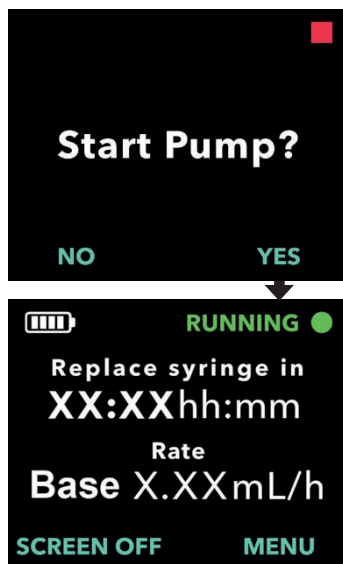 Start Pump?
NO YES
RUNNING
Replace syringe in
XX:XXhh:mm
Rate
Base X.XXmL/h
SCREEN OFF MENU